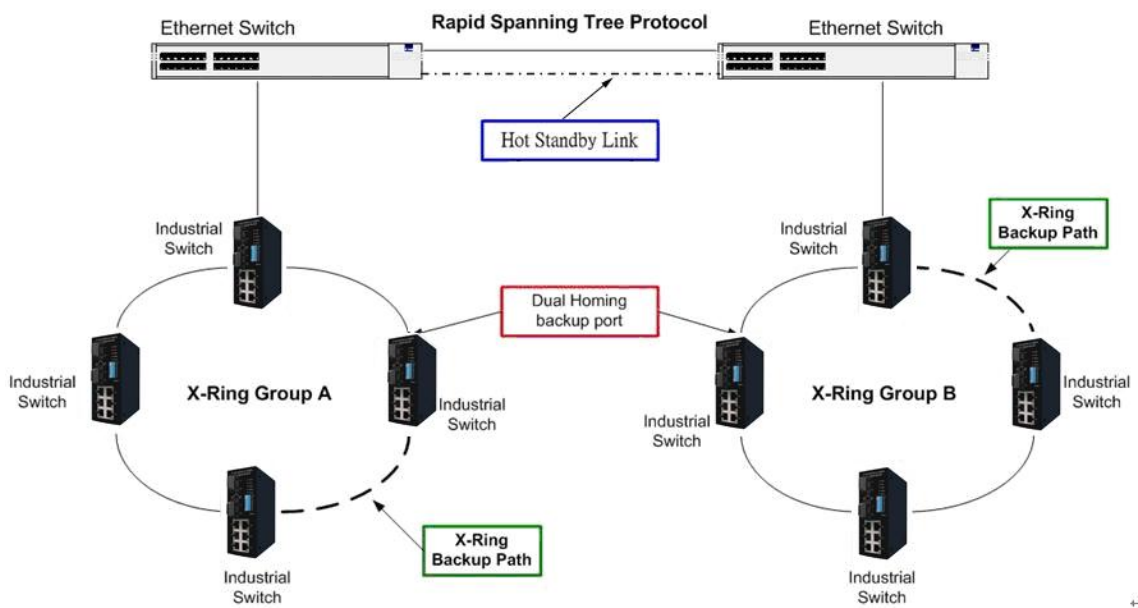 Rapid Spanning Tree Protocol
Ethernet Switch
Ethernet Switch
Hot Standby Link
Industrial
Switch
Industrial
Switch
X-Ring
Backup Path
Dual Homing
backup port
Industrial
Switch
X-Ring Group A
Industrial
Switch
Industrial
Switch
X-Ring Group B
Industrial
Switch
X-Ring
Backup Path
Industrial
Switch
Industrial
Switch